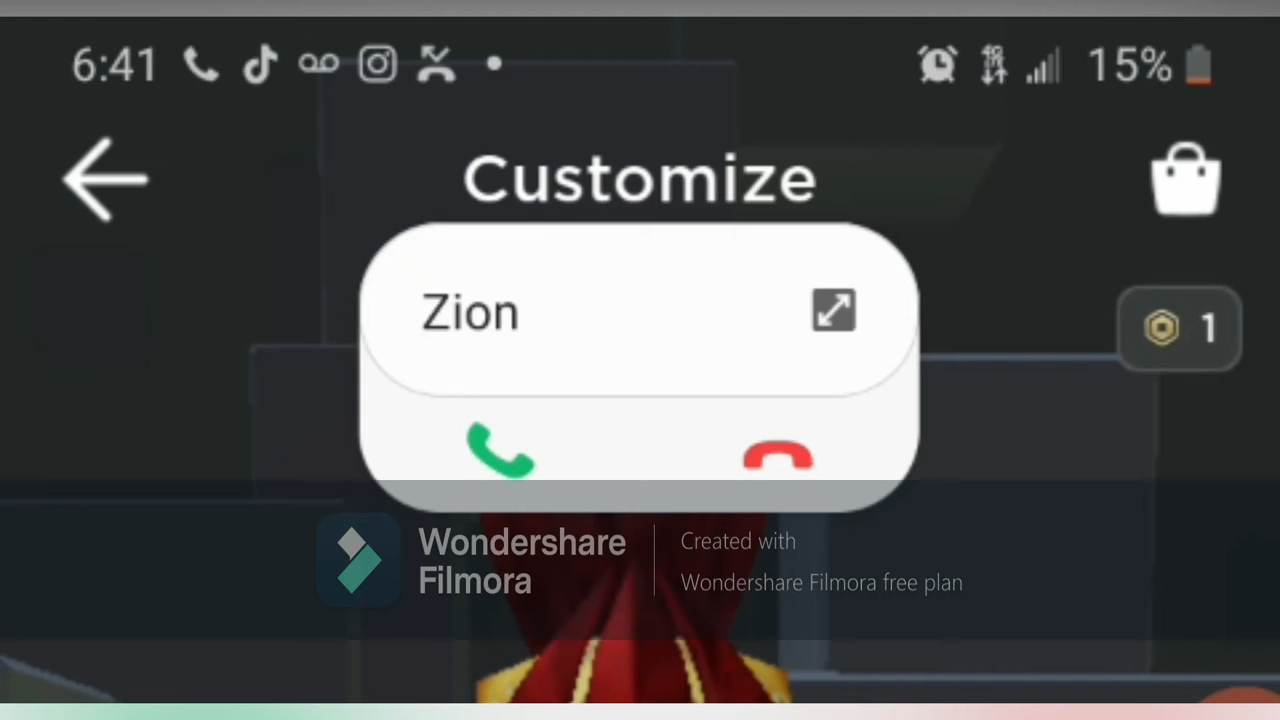 6:41 15%
Customize
Zion
1
Wondershare
Filmora
Created with
Wondershare Filmora free plan